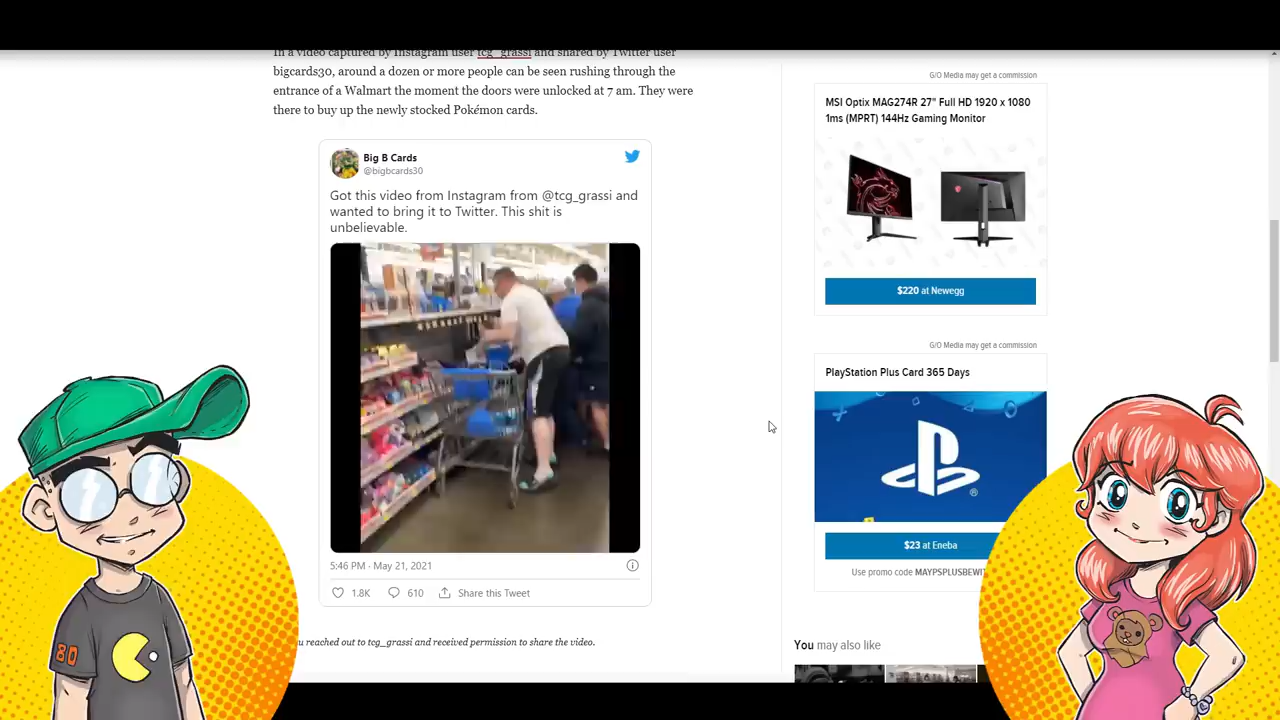 In a video captured by Instagram user tcg_grassi and shared by Twitter user
bigcards30, around a dozen or more people can be seen rushing through the
entrance of a Walmart the moment the doors were unlocked at 7 am. They were
there to buy up the newly stocked Pokémon cards.
Big B Cards
@bigbcards30
Got this video from Instagram from @tcg_grassi and
wanted to bring it to Twitter. This shit is
unbelievable.
5:46 PM · May 21, 2021
1.8K
610
Share this Tweet
u reached out to tcg_grassi and received permission to share the video.
G/O Media may get a commission
MSI Optix MAG274R 27" Full HD 1920 x 1080
1ms (MPRT) 144Hz Gaming Monitor
$220 at Newegg
G/O Media may get a commission
PlayStation Plus Card 365 Days
$23 at Eneba
Use promo code MAYPSPLUSBEWIT
You may also like
80